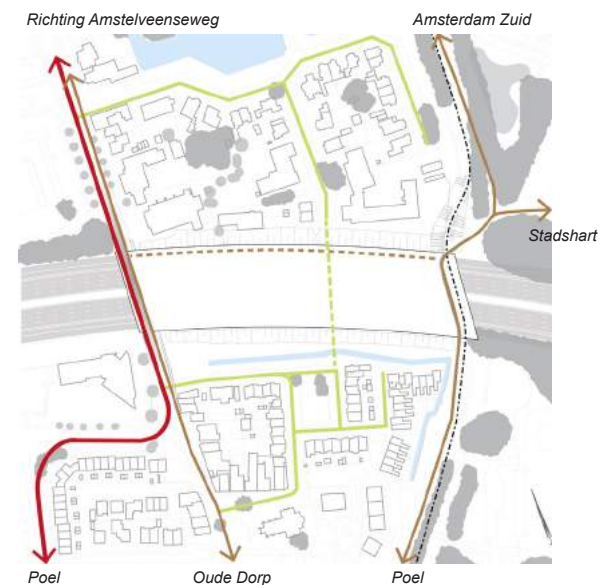 Richting Amstelveenseweg
Amsterdam Zuid
Stadshart
Poel
Oude Dorp
Poel